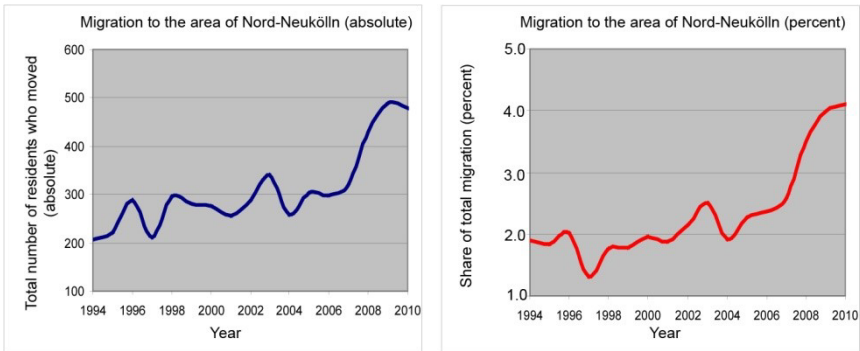 Migration to the area of Nord-Neukölln (absolute)
600
500
400
300
200
100
Total number of residents who moved
(absolute)
1994 1996 1998 2000 2002 2004 2006 2008 2010
Year
Migration to the area of Nord-Neukölln (percent)
5.0
4.0
3.0
2.0
1.0
Share of total migration (percent)
1994 1996 1998 2000 2002 2004 2006 2008 2010
Year